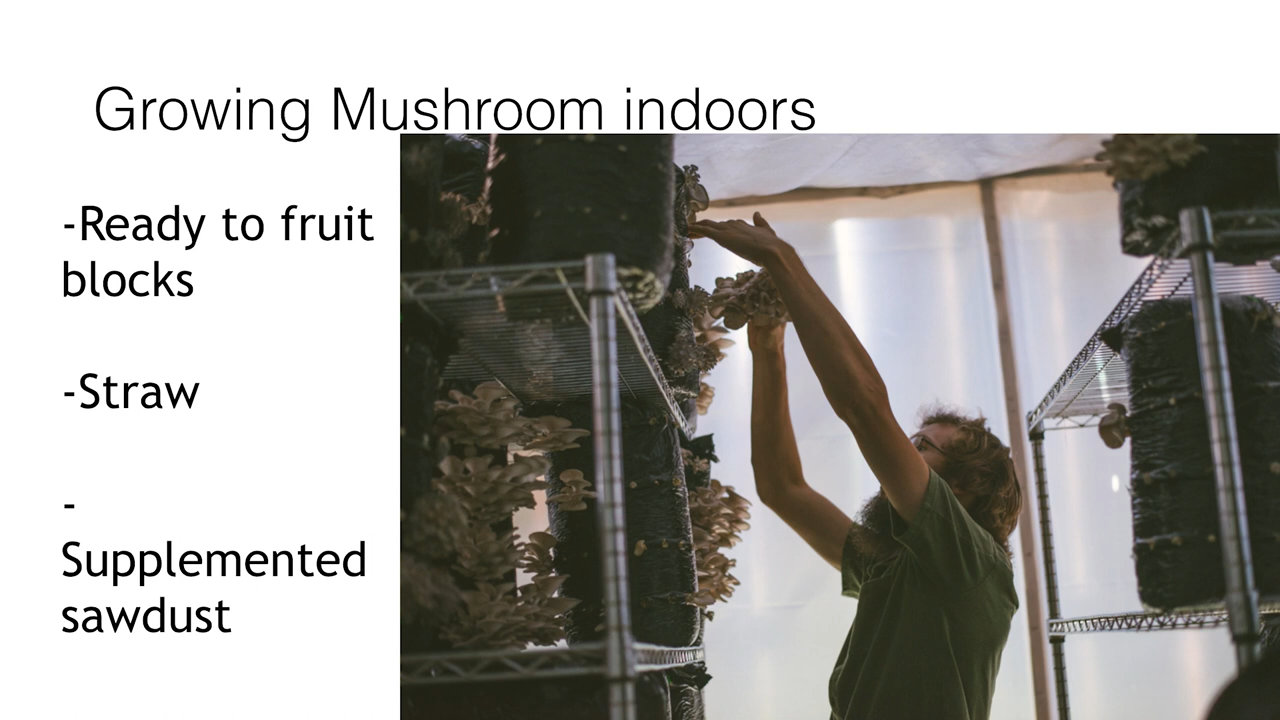 Growing Mushroom indoors
-Ready to fruit
blocks
-Straw
-
Supplemented
sawdust